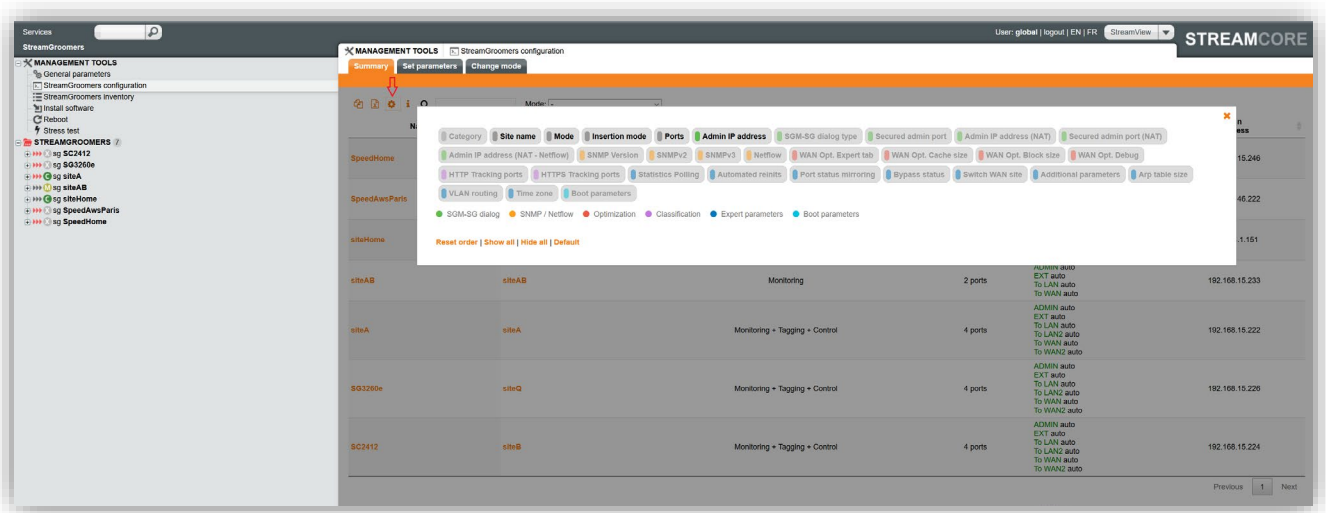 Services
User: global | logout | EN | FR StreamView
STREAMCORE
StreamGroomers
MANAGEMENT TOOLS
General parameters
StreamGroomers configuration
StreamGroomers inventory
Install software
Reboot
Stress test
STREAMGROOMERS 7
sg SC2412
sg SG3260e
C sg siteA
M sg siteAB
C sg siteHome
sg SpeedAwsParis
sg SpeedHome
MANAGEMENT TOOLS StreamGroomers configuration
Summary Set parameters Change mode
Mode: -
Category Site name Mode Insertion mode Ports Admin IP address SGM-SG dialog type Secured admin port Admin IP address (NAT) Secured admin port (NAT)
Admin IP address (NAT - Netflow) SNMP Version SNMPv2 SNMPv3 Netflow WAN Opt. Expert tab WAN Opt. Cache size WAN Opt. Block size WAN Opt. Debug
HTTP Tracking ports HTTPS Tracking ports Statistics Polling Automated reinits Port status mirroring Bypass status Switch WAN site Additional parameters Arp table size
VLAN routing Time zone Boot parameters
SGM-SG dialog SNMP / Netflow Optimization Classification Expert parameters Boot parameters
Reset order | Show all | Hide all | Default
SpeedHome 15.246
SpeedAwsParis 46.222
siteHome .1.151
siteAB siteAB Monitoring 2 ports 192.168.15.233
ADMIN auto
EXT auto
To LAN auto
To WAN auto
siteA siteA Monitoring + Tagging + Control 4 ports 192.168.15.222
ADMIN auto
EXT auto
To LAN auto
To LAN2 auto
To WAN auto
To WAN2 auto
SG3260e siteQ Monitoring + Tagging + Control 4 ports 192.168.15.226
ADMIN auto
EXT auto
To LAN auto
To LAN2 auto
To WAN auto
To WAN2 auto
SC2412 siteB Monitoring + Tagging + Control 4 ports 192.168.15.224
ADMIN auto
EXT auto
To LAN auto
To LAN2 auto
To WAN auto
To WAN2 auto
Previous 1 Next